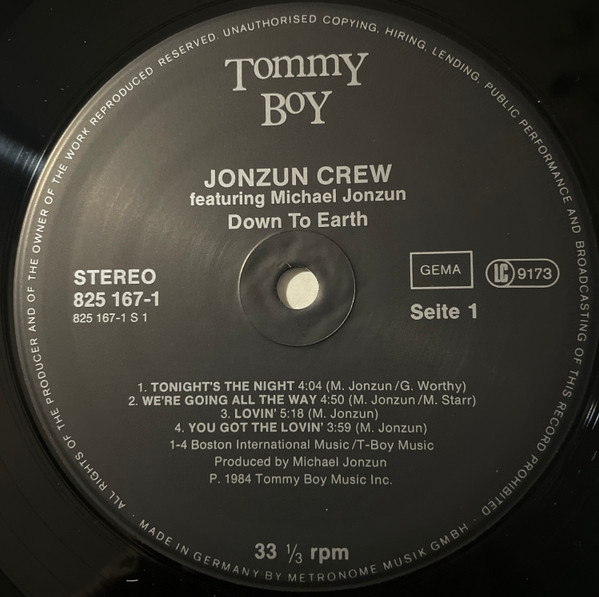 ALL RIGHTS OF THE PRODUCER AND OF THE OWNER OF THE WORK REPRODUCED RESERVED. UNAUTHORISED COPYING, HIRING, LENDING, PUBLIC PERFORMANCE AND BROADCASTING OF THIS RECORD PROHIBITED
TOMMY
BOY
JONZUN CREW
featuring Michael Jonzun
Down To Earth
STEREO
825 167-1
825 167-1 S 1
GEMA
LC 9173
Seite 1
1. TONIGHT'S THE NIGHT 4:04 (M. Jonzun/G. Worthy)
2. WE'RE GOING ALL THE WAY 4:50 (M. Jonzun/M. Starr)
3. LOVIN' 5:18 (M. Jonzun)
4. YOU GOT THE LOVIN' 3:59 (M. Jonzun)
1-4 Boston International Music/T-Boy Music
Produced by Michael Jonzun
P. 1984 Tommy Boy Music Inc.
33 ⅓ rpm
· MADE IN GERMANY BY METRONOME MUSIK GMBH ·